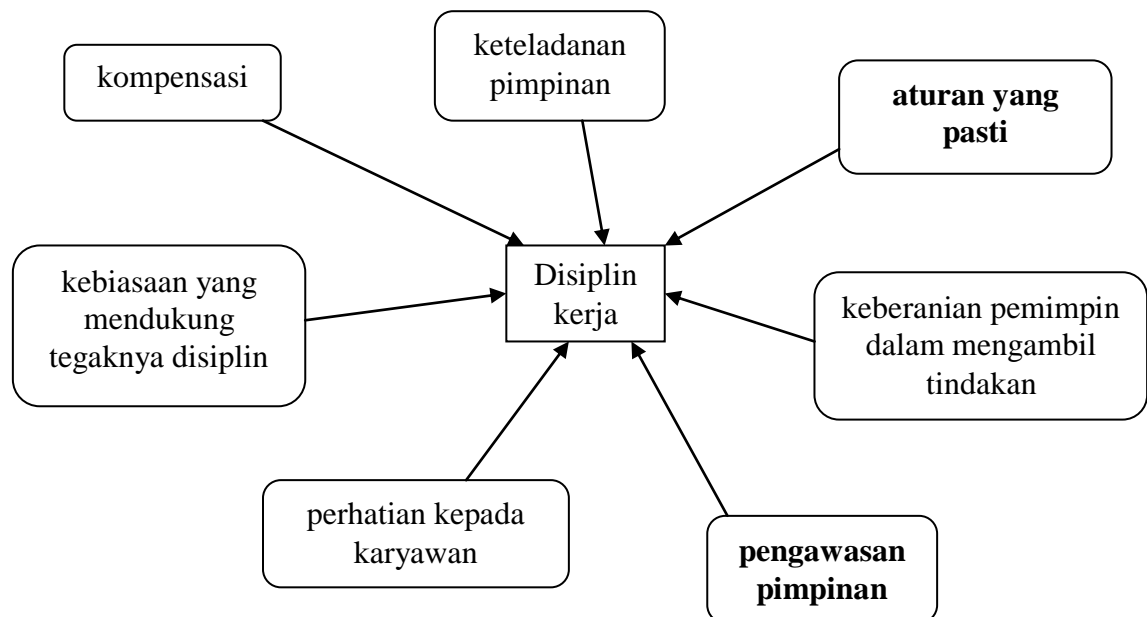 kompensasi
keteladanan
pimpinan
aturan yang
pasti
kebiasaan yang
mendukung
tegaknya disiplin
Disiplin
kerja
keberanian pemimpin
dalam mengambil
tindakan
perhatian kepada
karyawan
pengawasan
pimpinan